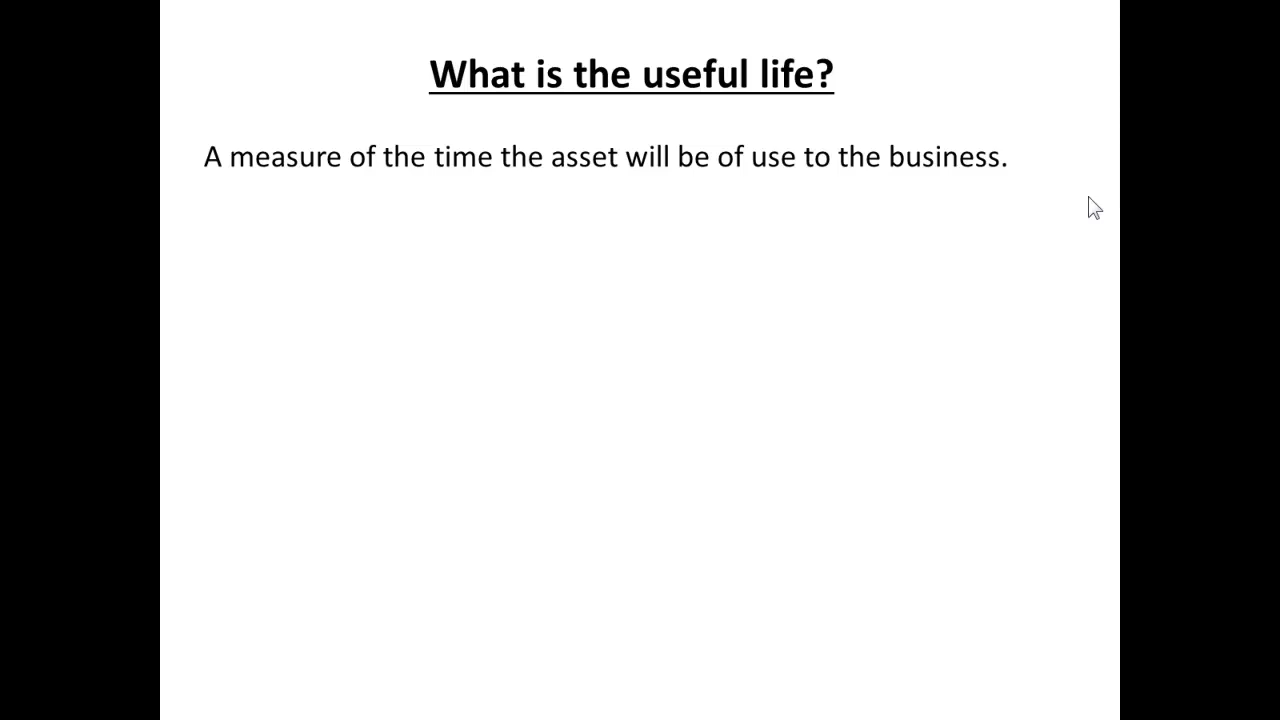 What is the useful life?
A measure of the time the asset will be of use to the business.